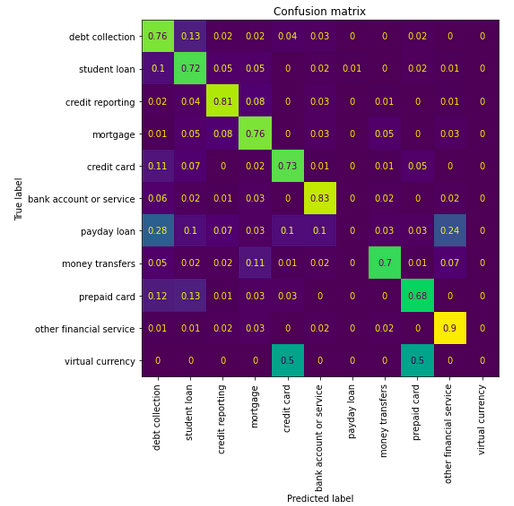 Confusion matrix
debt collection 0.76 0.13 0.02 0.02 0.04 0.03 0 0 0.02 0 0
student loan 0.1 0.72 0.05 0.05 0 0.02 0.01 0 0.02 0.01 0
credit reporting 0.02 0.04 0.81 0.08 0 0.03 0 0.01 0 0.01 0
mortgage 0.01 0.05 0.08 0.76 0 0.03 0 0.05 0 0.03 0
credit card 0.11 0.07 0 0.02 0.73 0.01 0 0.01 0.05 0 0
bank account or service 0.06 0.02 0.01 0.03 0 0.83 0 0.02 0 0.02 0
payday loan 0.28 0.1 0.07 0.03 0.1 0.1 0 0.03 0.03 0.24 0
money transfers 0.05 0.02 0.02 0.11 0.01 0.02 0 0.7 0.01 0.07 0
prepaid card 0.12 0.13 0.01 0.03 0.03 0 0 0 0.68 0 0
other financial service 0.01 0.01 0.02 0.03 0 0.02 0 0.02 0 0.9 0
virtual currency 0 0 0 0 0.5 0 0 0 0.5 0 0
True label
debt collection
student loan
credit reporting
mortgage
credit card
bank account or service
payday loan
money transfers
prepaid card
other financial service
virtual currency
Predicted label